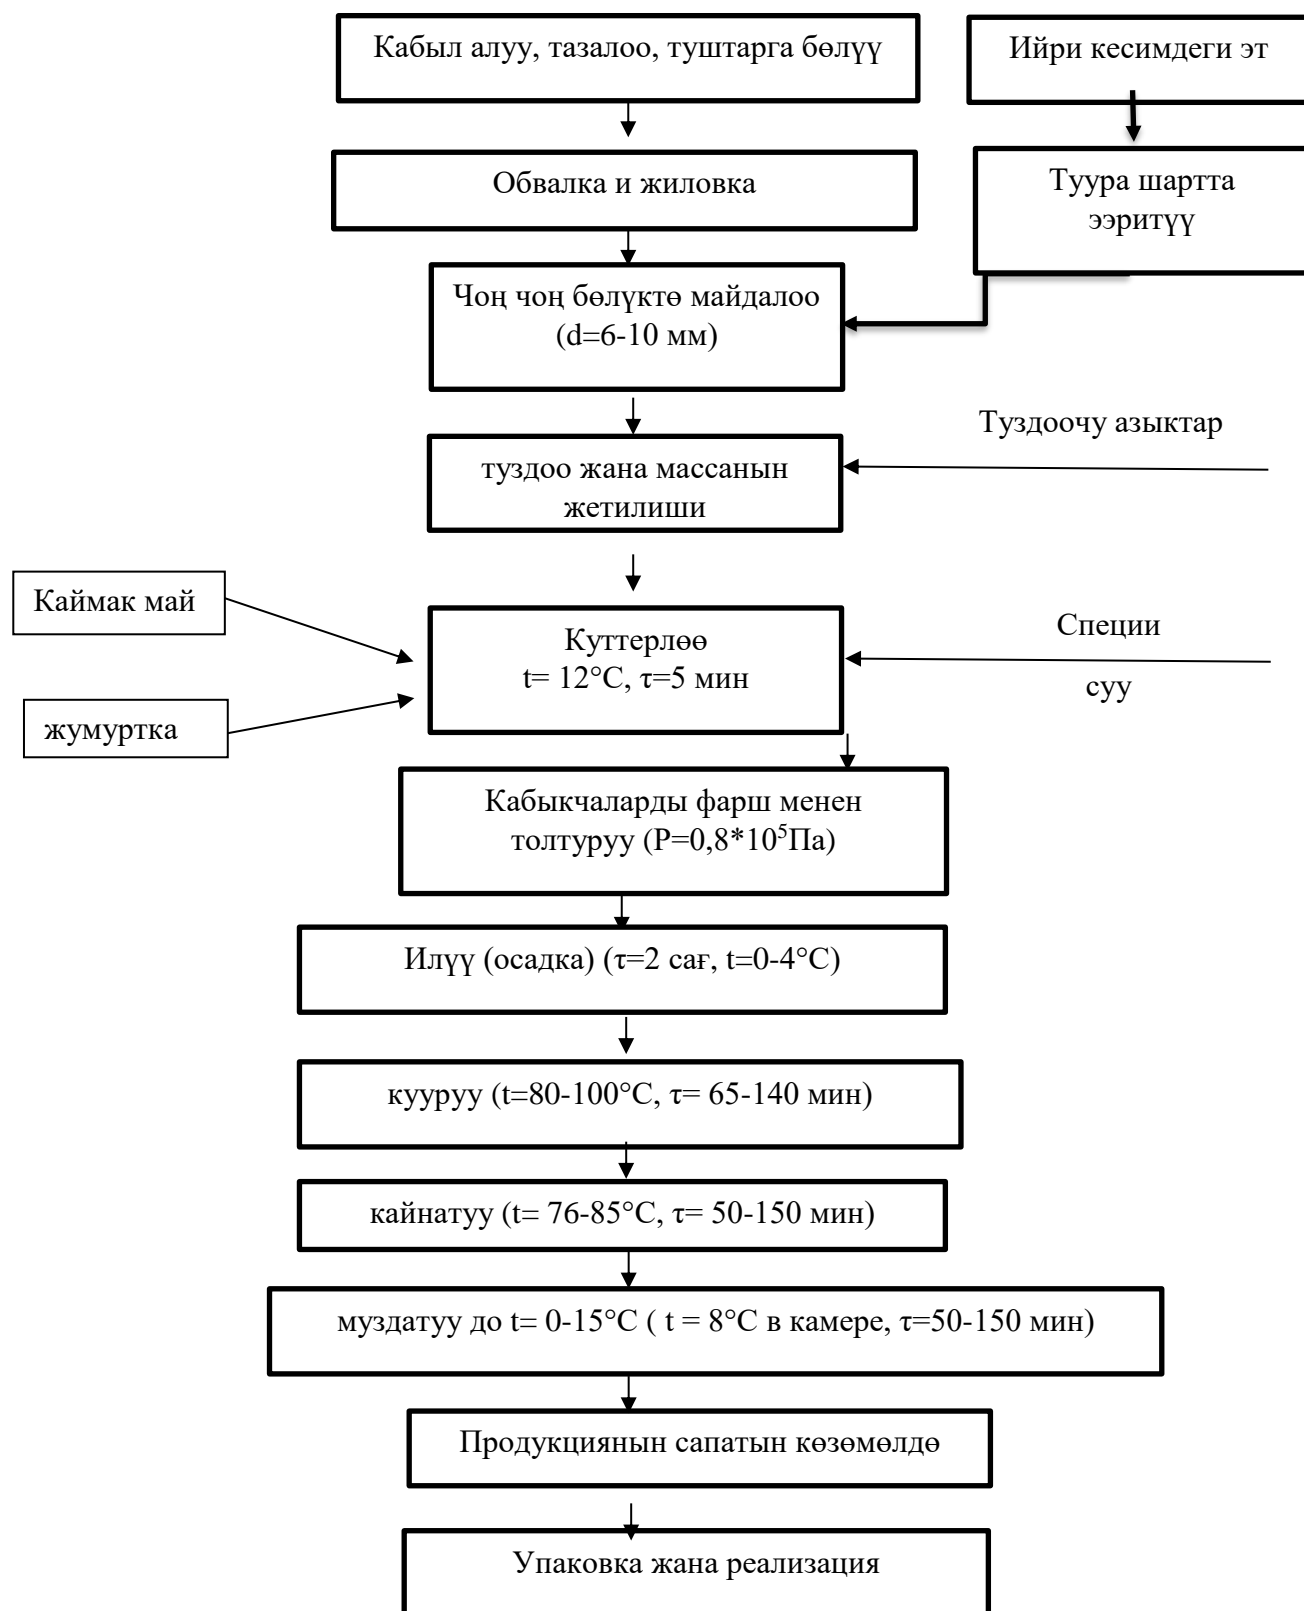 Кабыл алуу, тазалоо, туштарга бөлүү
Ийри кесимдеги эт
Обвалка и жиловка
Туура шартта
ээритүү
Чоң чоң бөлүктө майдалоо
(d=6-10 мм)
Туздоочу азыктар
туздоо жана массанын
жетилиши
Каймак май
Куттерлөө
t= 12°С, τ=5 мин
Специи
суу
жумуртка
Кабыкчаларды фарш менен
толтуруу (Р=0,8*10⁵Па)
Илүү (осадка) (τ=2 сағ, t=0-4°С)
кууруу (t=80-100°С, τ= 65-140 мин)
кайнатуу (t= 76-85°С, τ= 50-150 мин)
муздатуу до t= 0-15°С ( t = 8°С в камере, τ=50-150 мин)
Продукциянын сапатын көзөмөлдө
Упаковка жана реализация